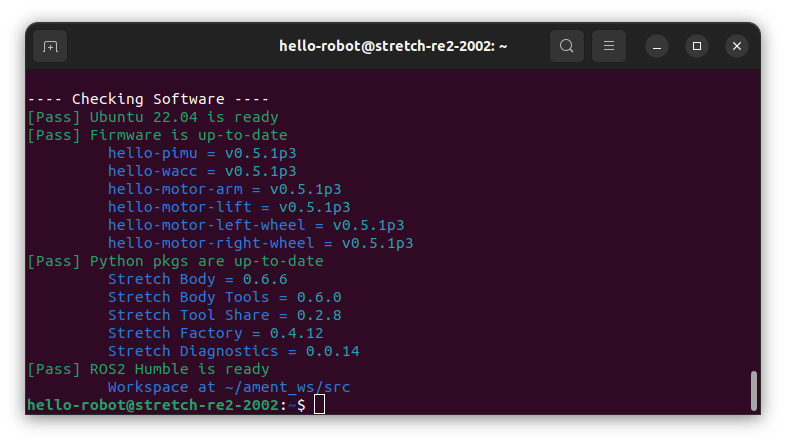 hello-robot@stretch-re2-2002: ~
---- Checking Software ----
[Pass] Ubuntu 22.04 is ready
[Pass] Firmware is up-to-date
hello-pimu = v0.5.1p3
hello-wacc = v0.5.1p3
hello-motor-arm = v0.5.1p3
hello-motor-lift = v0.5.1p3
hello-motor-left-wheel = v0.5.1p3
hello-motor-right-wheel = v0.5.1p3
[Pass] Python pkgs are up-to-date
Stretch Body = 0.6.6
Stretch Body Tools = 0.6.0
Stretch Tool Share = 0.2.8
Stretch Factory = 0.4.12
Stretch Diagnostics = 0.0.14
[Pass] ROS2 Humble is ready
Workspace at ~/ament_ws/src
hello-robot@stretch-re2-2002:~$